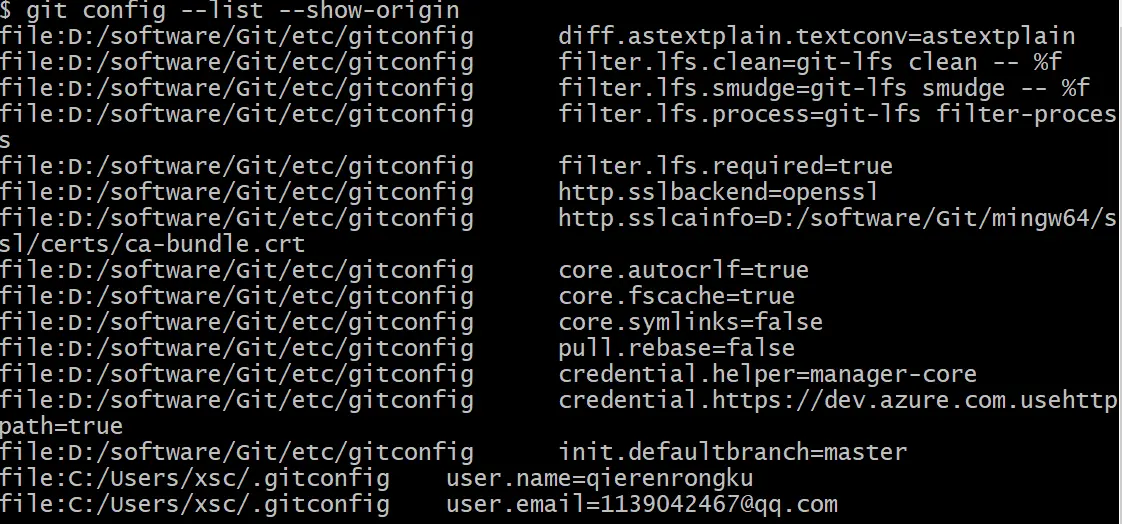 $ git config --list --show-origin
file:D:/software/Git/etc/gitconfig      diff.astextplain.textconv=astextplain
file:D:/software/Git/etc/gitconfig      filter.lfs.clean=git-lfs clean -- %f
file:D:/software/Git/etc/gitconfig      filter.lfs.smudge=git-lfs smudge -- %f
file:D:/software/Git/etc/gitconfig      filter.lfs.process=git-lfs filter-proces
s
file:D:/software/Git/etc/gitconfig      filter.lfs.required=true
file:D:/software/Git/etc/gitconfig      http.sslbackend=openssl
file:D:/software/Git/etc/gitconfig      http.sslcainfo=D:/software/Git/mingw64/s
sl/certs/ca-bundle.crt
file:D:/software/Git/etc/gitconfig      core.autocrlf=true
file:D:/software/Git/etc/gitconfig      core.fscache=true
file:D:/software/Git/etc/gitconfig      core.symlinks=false
file:D:/software/Git/etc/gitconfig      pull.rebase=false
file:D:/software/Git/etc/gitconfig      credential.helper=manager-core
file:D:/software/Git/etc/gitconfig      credential.https://dev.azure.com.usehttp
path=true
file:D:/software/Git/etc/gitconfig      init.defaultbranch=master
file:C:/Users/xsc/.gitconfig    user.name=qierenrongku
file:C:/Users/xsc/.gitconfig    user.email=1139042467@qq.com